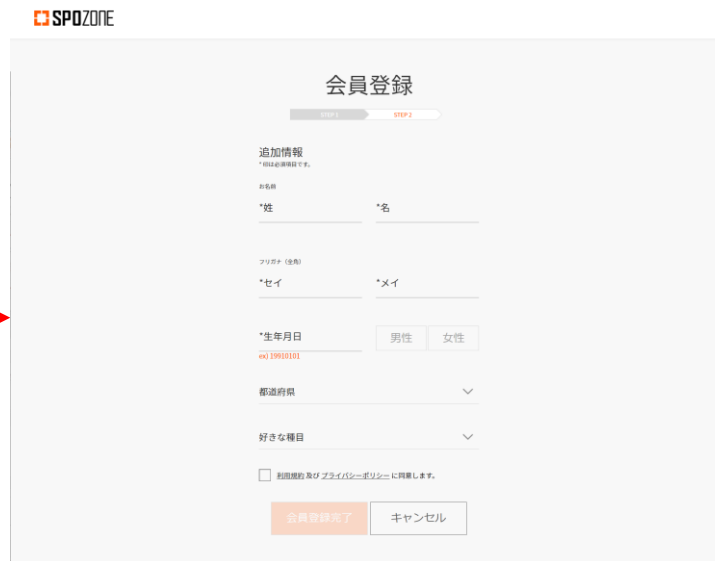 SPOZONE
会員登録
STEP 1 STEP 2
追加情報
* 印は必須項目です。
お名前
*姓 *名
フリガナ（全角）
*セイ *メイ
*生年月日 男性 女性
ex) 19910101
都道府県
好きな種目
利用規約 及び プライバシーポリシー に同意します。
会員登録完了 キャンセル